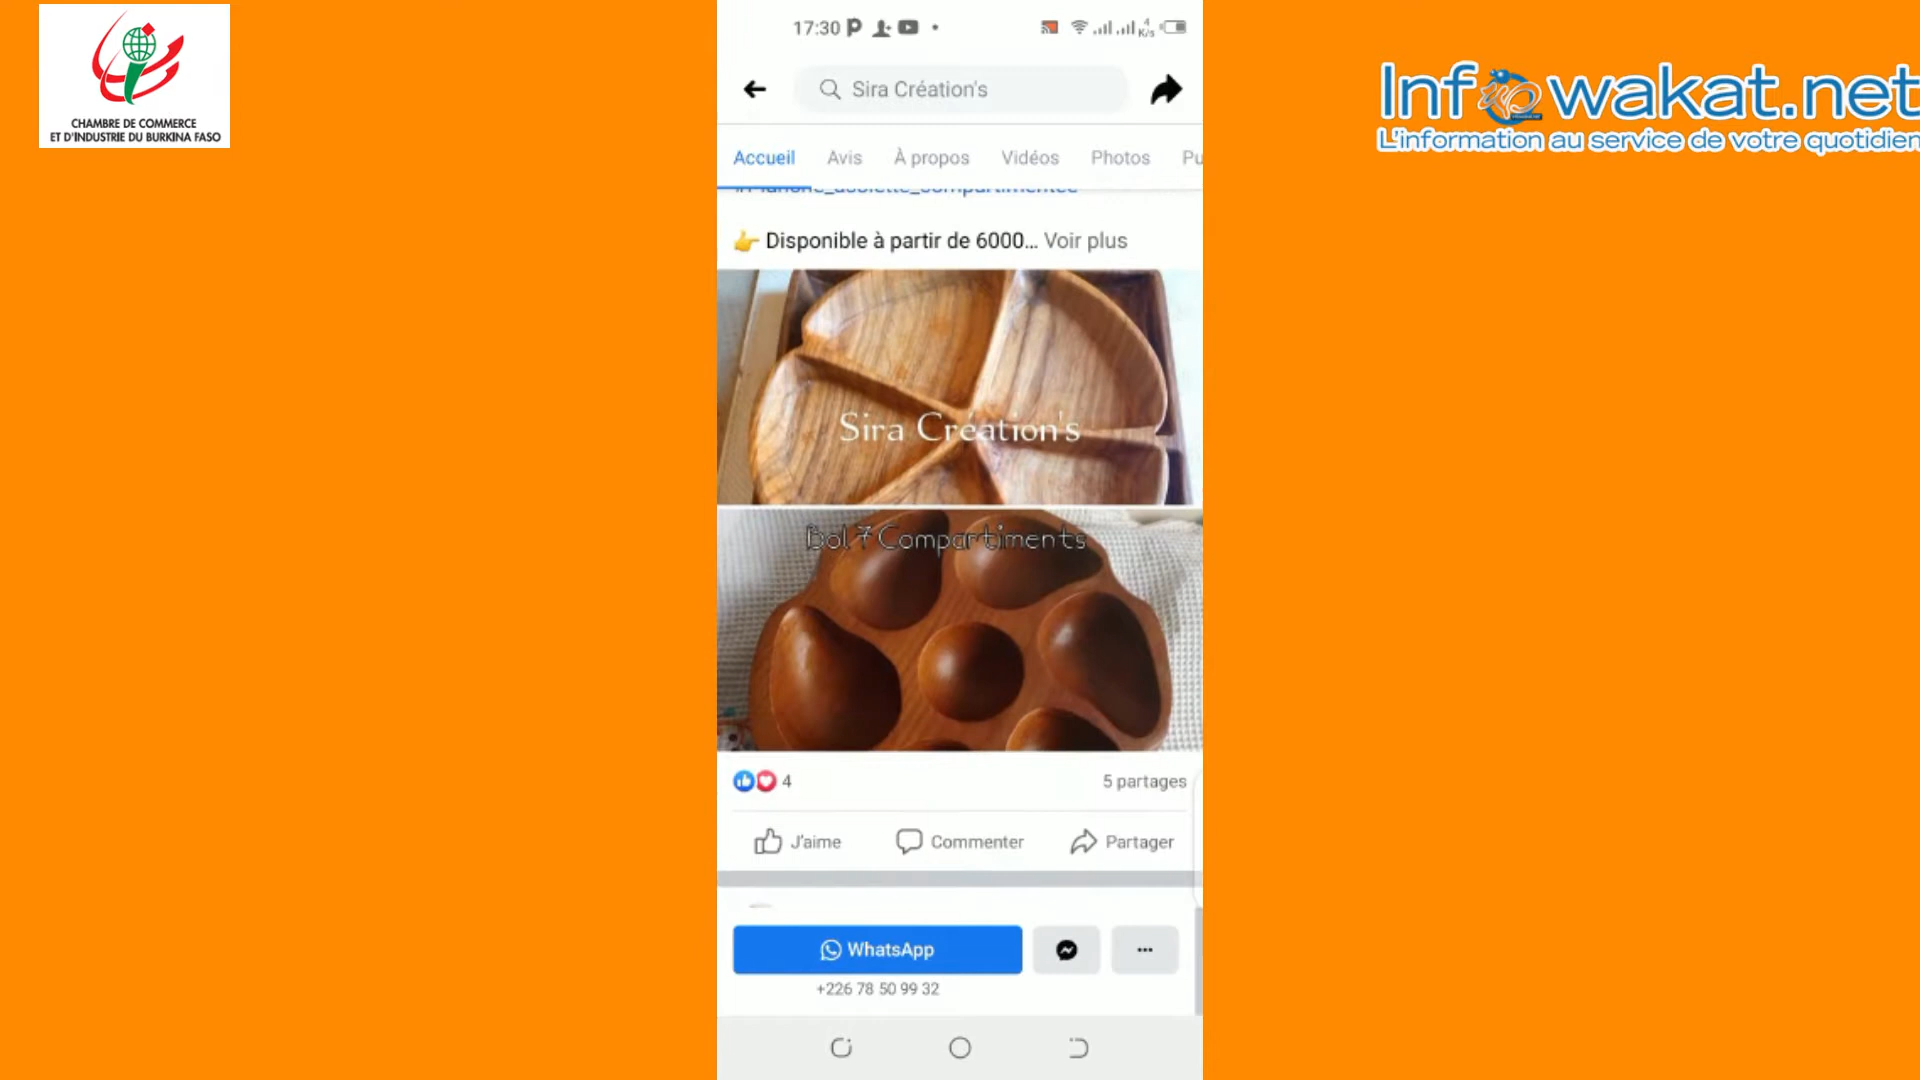 CHAMBRE DE COMMERCE
ET D'INDUSTRIE DU BURKINA FASO
Infowakat.net
L'information au service de votre quotidien
17:30
4 K/s
Sira Création's
Accueil Avis À propos Vidéos Photos Pu
👉 Disponible à partir de 6000... Voir plus
Sira Création's
Bol 7 Compartiments
4 5 partages
J'aime Commenter Partager
WhatsApp
+226 78 50 99 32